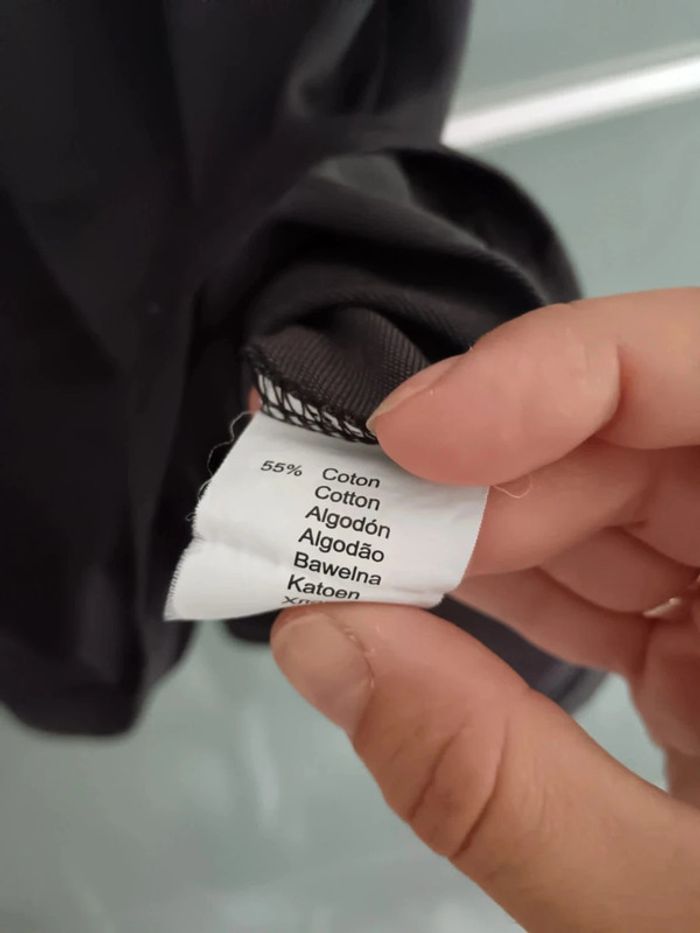 55% Coton
Cotton
Algodón
Algodão
Bawelna
Katoen